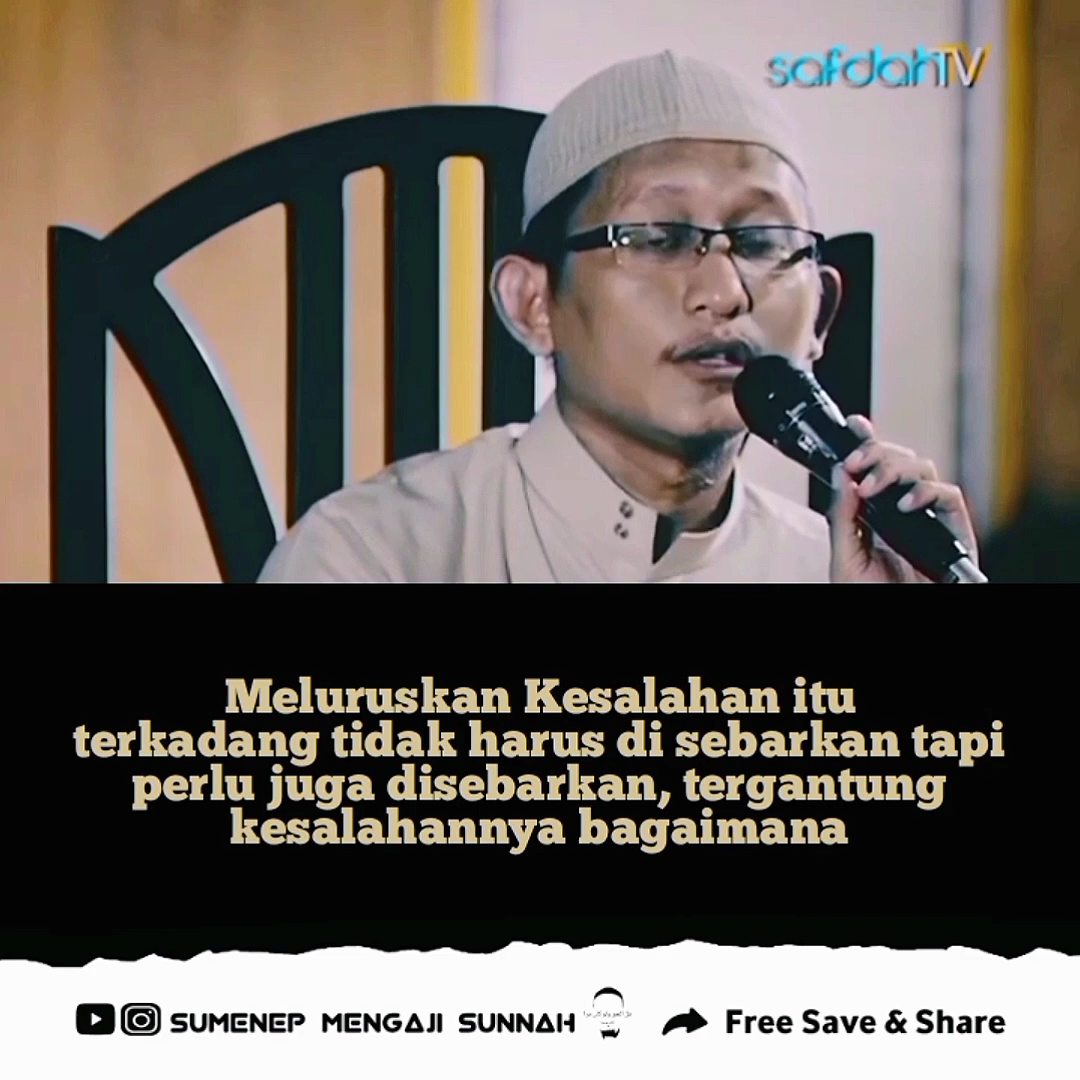 safdahTV
Meluruskan Kesalahan itu
terkadang tidak harus di sebarkan tapi
perlu juga disebarkan, tergantung
kesalahannya bagaimana
SUMENEP MENGAJI SUNNAH
Free Save & Share